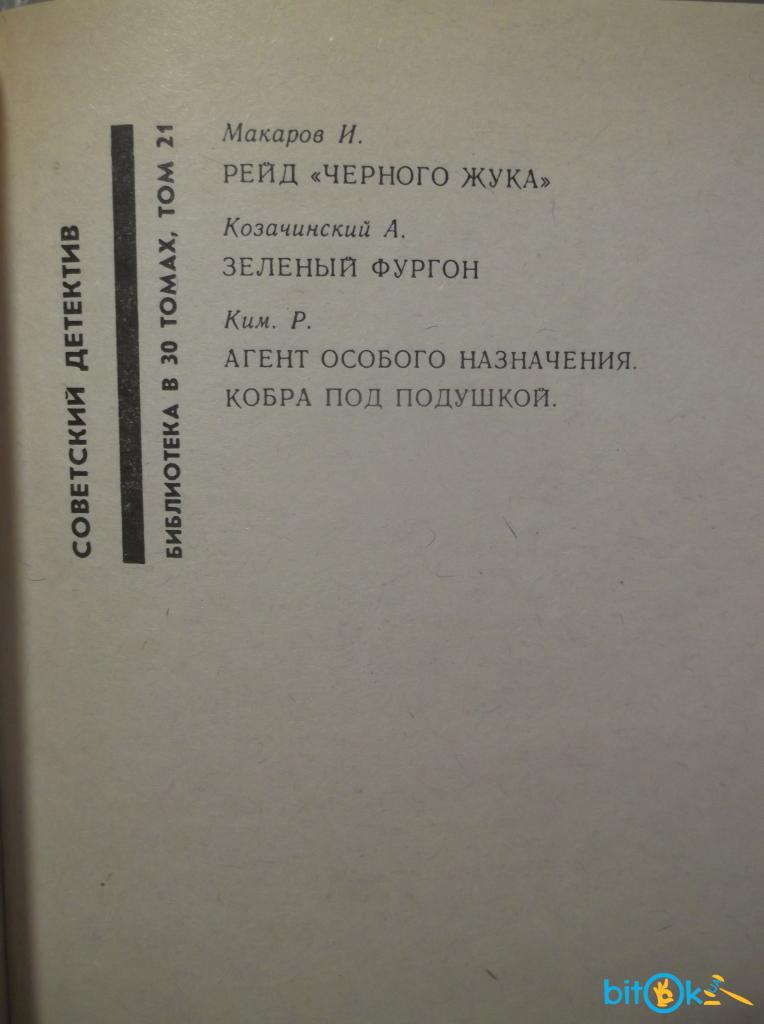 СОВЕТСКИЙ ДЕТЕКТИВ
БИБЛИОТЕКА В 30 ТОМАХ, ТОМ 21
Макаров И.
РЕЙД «ЧЕРНОГО ЖУКА»
Козачинский А.
ЗЕЛЕНЫЙ ФУРГОН
Ким. Р.
АГЕНТ ОСОБОГО НАЗНАЧЕНИЯ.
КОБРА ПОД ПОДУШКОЙ.
bitOk
UA